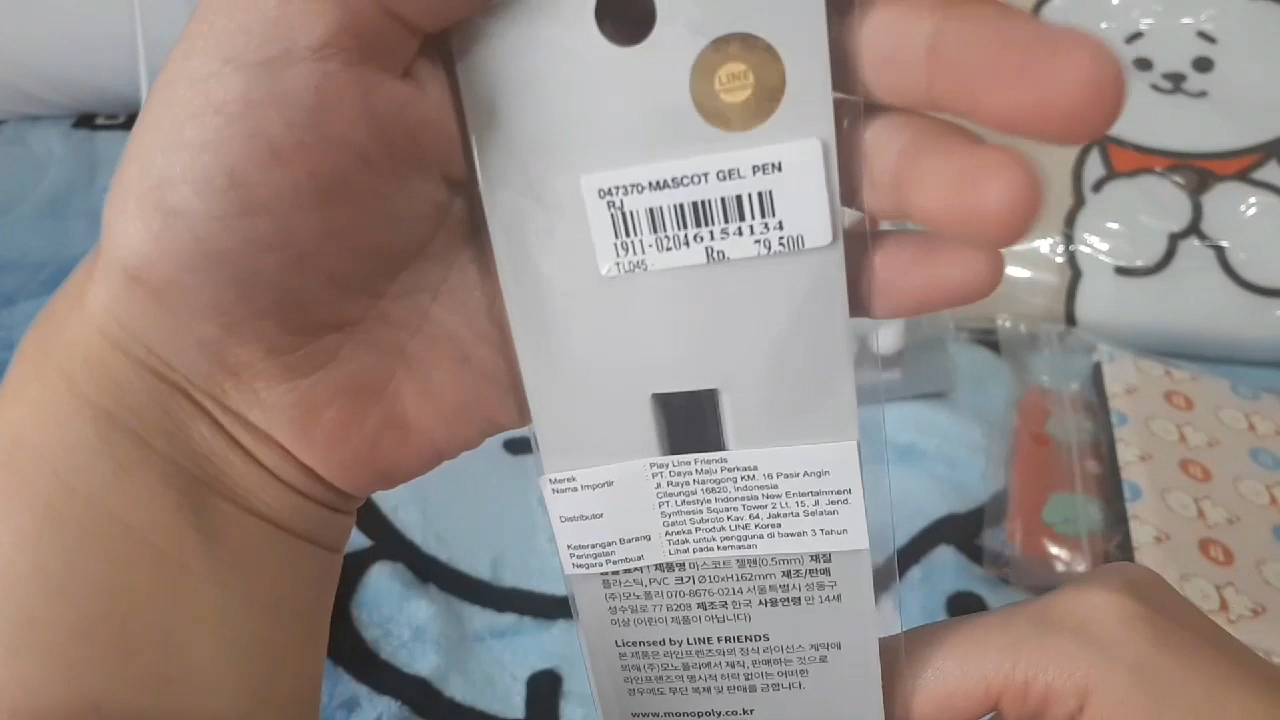 LINE
047370-MASCOT GEL PEN
RJ
1911-02046154134
TL045 Rp. 79.500
Merek : Play Line Friends
Nama Importir : PT. Daya Maju Perkasa
Jl. Raya Narogong KM. 16 Pasir Angin
Cileungsi 16820, Indonesia
Distributor : PT. Lifestyle Indonesia New Entertainment
Synthesis Square Tower 2 Lt. 15, Jl. Jend.
Gatot Subroto Kav. 64, Jakarta Selatan
Keterangan Barang : Aneka Produk LINE Korea
Peringatan : Tidak untuk pengguna di bawah 3 Tahun
Negara Pembuat : Lihat pada kemasan
제품명 마스코트 젤펜(0.5mm) 재질
플라스틱,PVC 크기 Ø10xH162mm 제조/판매
(주)모노폴리 070-8676-0214 서울특별시 성동구
성수일로 77 B208 제조국 한국 사용연령 만 14세
이상 (어린이 제품이 아닙니다)
Licensed by LINE FRIENDS
본 제품은 라인프렌즈와의 정식 라이선스 계약에
의해 (주)모노폴리에서 제작, 판매하는 것으로
라인프렌즈의 명시적 허락 없이는 어떠한
경우에도 무단 복제 및 판매를 금합니다.
www.monopoly.co.kr